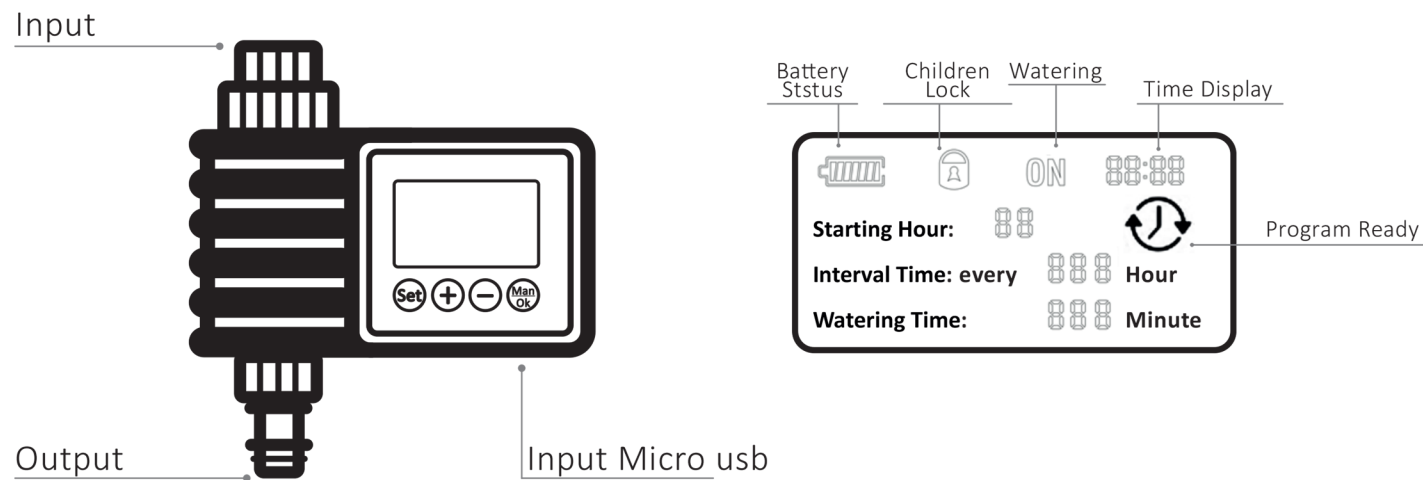 Input
Battery
Ststus
Children
Lock
Watering
Time Display
ON 88:88
Starting Hour: 88
Program Ready
Interval Time: every 888 Hour
Watering Time: 888 Minute
Set + − Man
Ok
Output
Input Micro usb